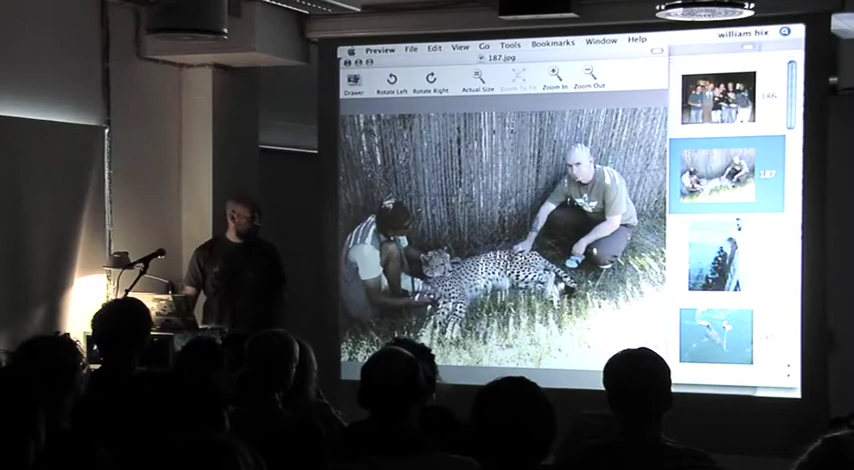 Preview File Edit View Go Tools Bookmarks Window Help william hix
187.jpg
Drawer Rotate Left Rotate Right Actual Size Zoom To Fit Zoom In Zoom Out
186
187